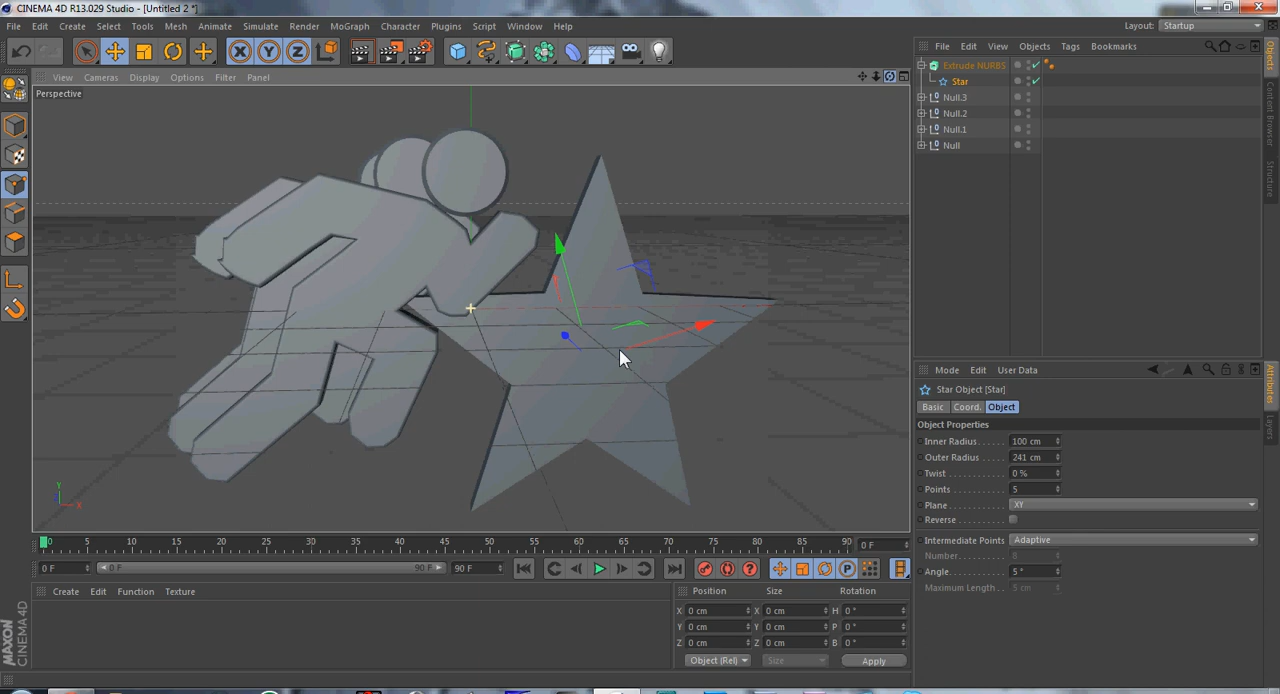 CINEMA 4D R13.029 Studio - [Untitled 2 *]
File Edit Create Select Tools Mesh Animate Simulate Render MoGraph Character Plugins Script Window Help
Layout: Startup
View Cameras Display Options Filter Panel
Perspective
Y
X
0 5 10 15 20 25 30 35 40 45 50 55 60 65 70 75 80 85 90
0 F
0 F 0 F 90 F 90 F
Create Edit Function Texture
Position Size Rotation
X 0 cm X 0 cm H 0 °
Y 0 cm Y 0 cm P 0 °
Z 0 cm Z 0 cm B 0 °
Object (Rel) Size Apply
MAXON
CINEMA 4D
File Edit View Objects Tags Bookmarks
Extrude NURBS
Star
Null.3
Null.2
Null.1
Null
Objects
Content Browser
Structure
Mode Edit User Data
Star Object [Star]
Basic Coord. Object
Object Properties
Inner Radius 100 cm
Outer Radius 241 cm
Twist 0 %
Points 5
Plane XY
Reverse
Intermediate Points Adaptive
Number 8
Angle 5 °
Maximum Length 5 cm
Attributes
Layers